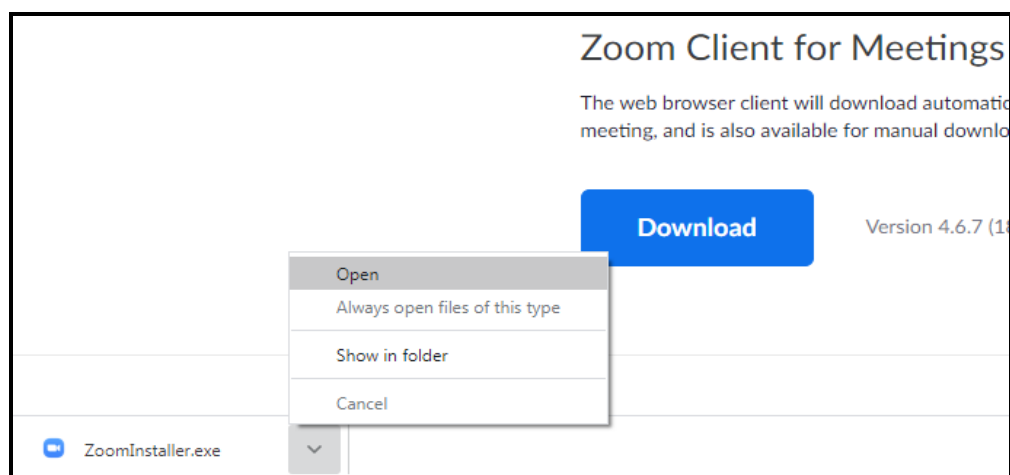 Zoom Client for Meetings
The web browser client will download automatic
meeting, and is also available for manual downlo
Download
Version 4.6.7 (18
Open
Always open files of this type
Show in folder
Cancel
ZoomInstaller.exe